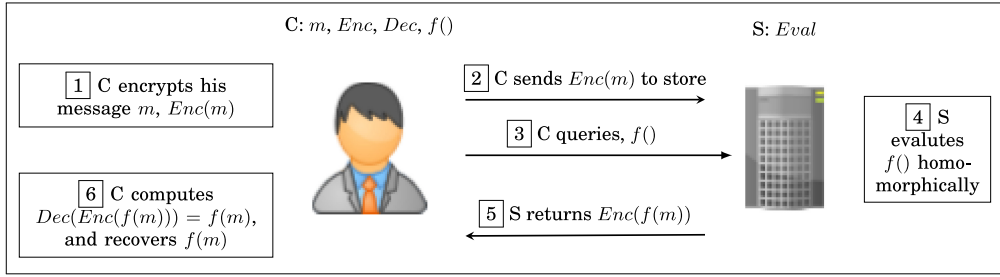 C: m, Enc, Dec, f()
S: Eval
1 C encrypts his
message m, Enc(m)
2 C sends Enc(m) to store
3 C queries, f()
4 S
evalutes
f() homo-
morphically
5 S returns Enc(f(m))
6 C computes
Dec(Enc(f(m))) = f(m),
and recovers f(m)